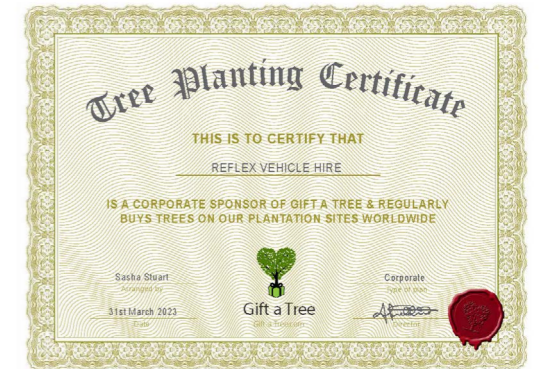 Tree Planting Certificate
THIS IS TO CERTIFY THAT
REFLEX VEHICLE HIRE
IS A CORPORATE SPONSOR OF GIFT A TREE & REGULARLY
BUYS TREES ON OUR PLANTATION SITES WORLDWIDE
Sasha Stuart
Arranged by
Corporate
Type of plan
31st March 2023
Date
Gift a Tree
Gift-a-Tree.com
Director